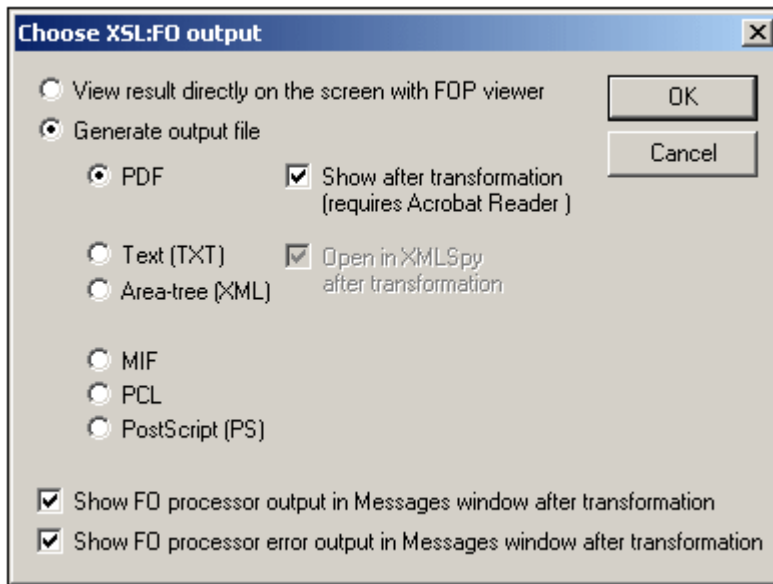 Choose XSL:FO output
View result directly on the screen with FOP viewer
OK
Generate output file
Cancel
PDF
Show after transformation
(requires Acrobat Reader )
Text (TXT)
Open in XMLSpy
after transformation
Area-tree (XML)
MIF
PCL
PostScript (PS)
Show FO processor output in Messages window after transformation
Show FO processor error output in Messages window after transformation